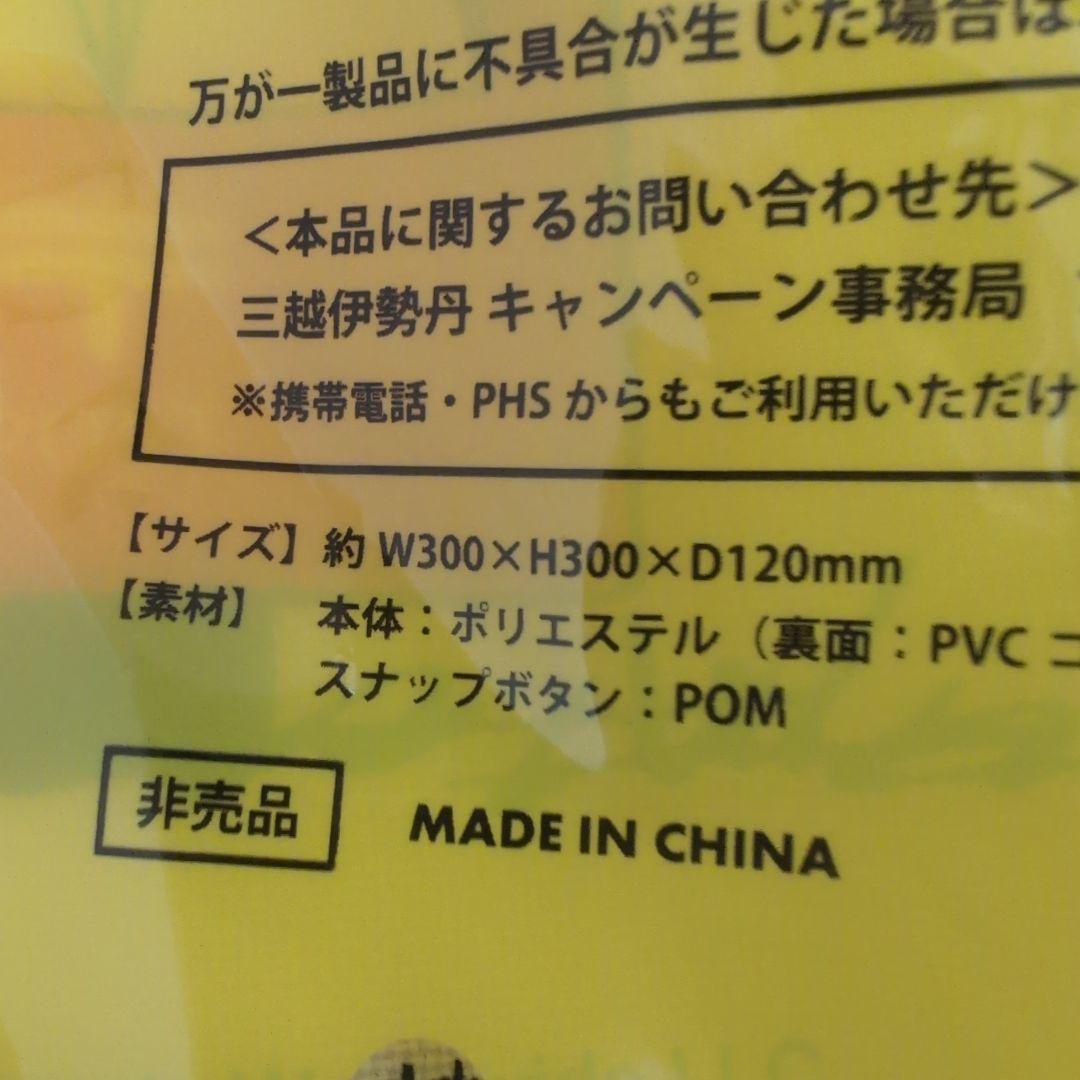 万が一製品に不具合が生じた場合は
＜本品に関するお問い合わせ先＞
三越伊勢丹 キャンペーン事務局
※携帯電話・PHS からもご利用いただけ
【サイズ】約 W300×H300×D120mm
【素材】 本体：ポリエステル（裏面：PVC コ
スナップボタン：POM
非売品
MADE IN CHINA